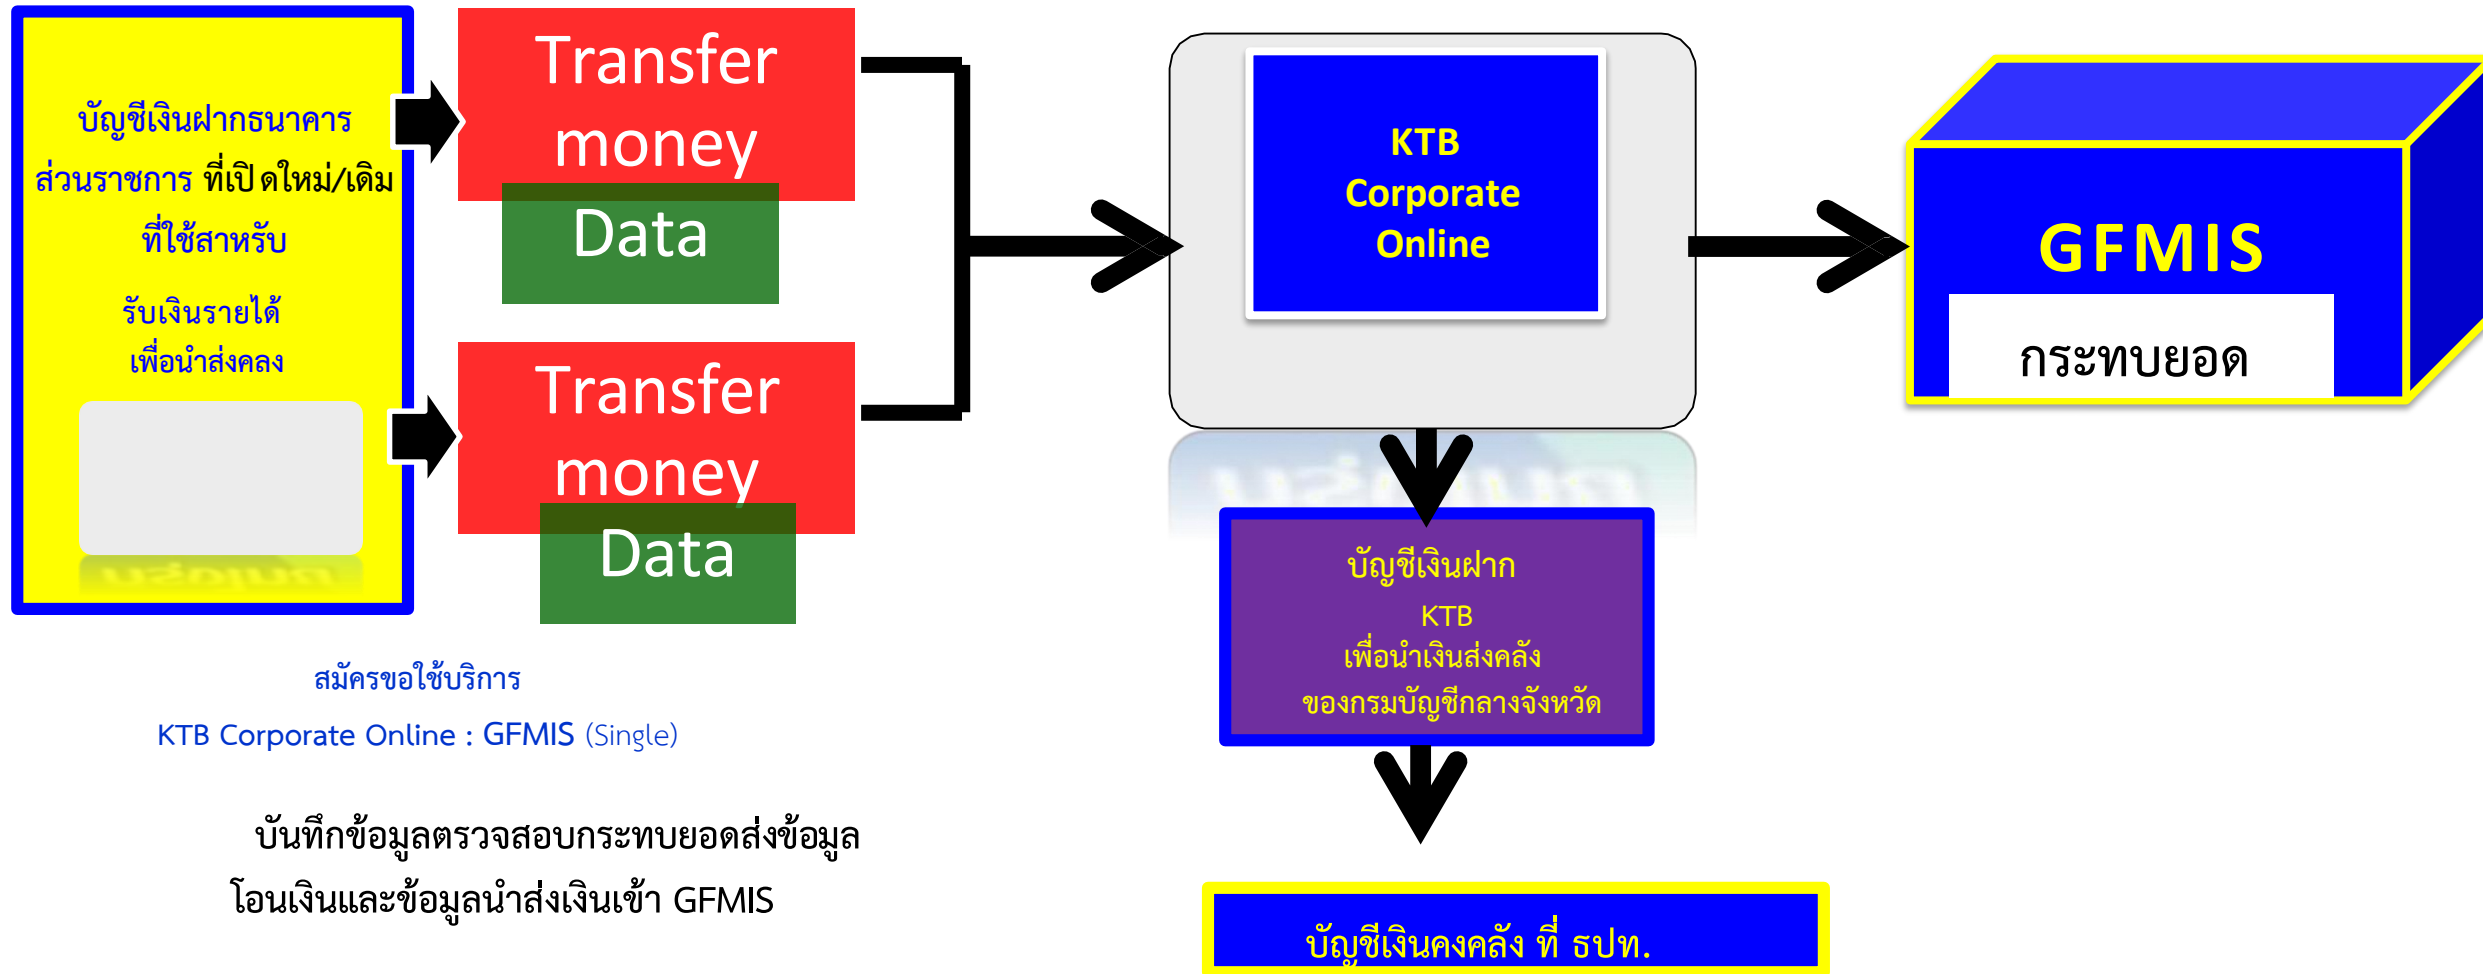 บัญชีเงินฝากธนาคาร
ส่วนราชการ ที่เปิดใหม่/เดิม
ที่ใช้สาหรับ
รับเงินรายได้
เพื่อนำส่งคลง
Transfer
money
Data
Transfer
money
Data
KTB
Corporate
Online
GFMIS
กระทบยอด
บัญชีเงินฝาก
KTB
เพื่อนำเงินส่งคลัง
ของกรมบัญชีกลางจังหวัด
บัญชีเงินคงคลัง ที่ ธปท.
สมัครขอใช้บริการ
KTB Corporate Online : GFMIS (Single)
บันทึกข้อมูลตรวจสอบกระทบยอดส่งข้อมูล
โอนเงินและข้อมูลนำส่งเงินเข้า GFMIS